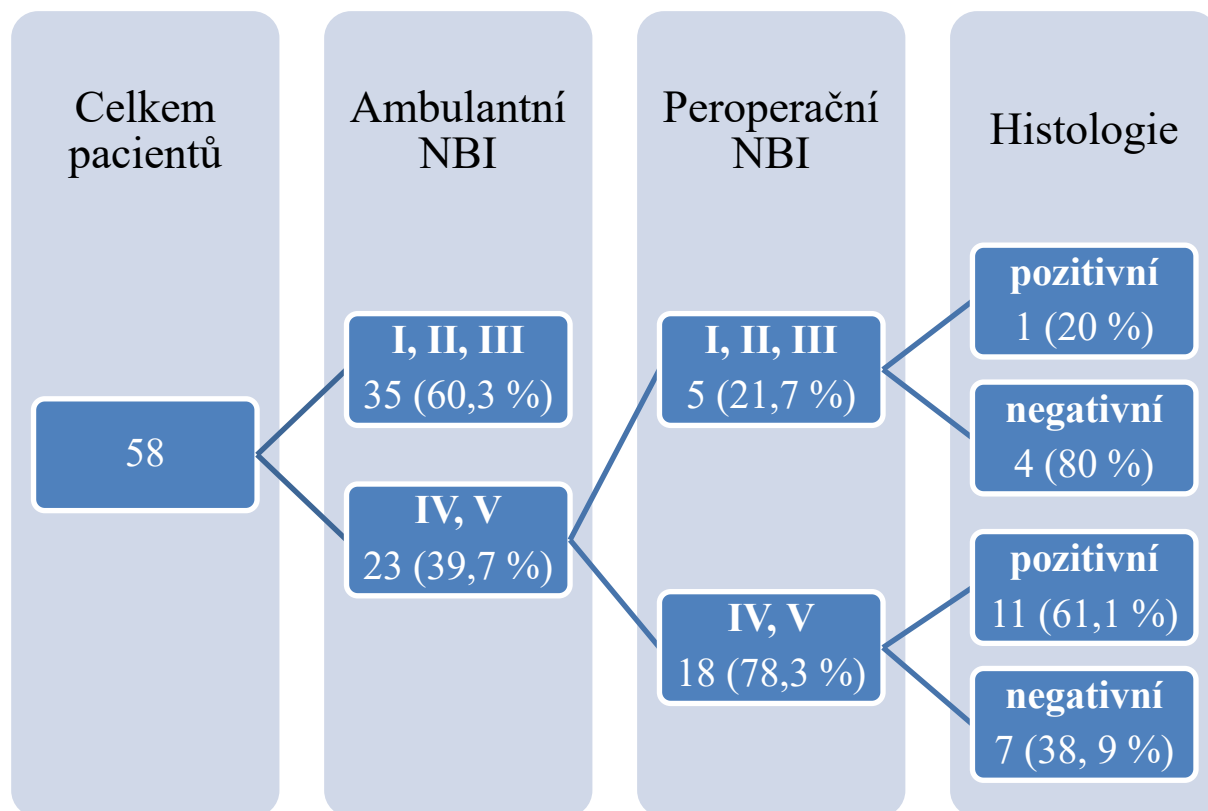 Celkem
pacientů
58
Ambulantní
NBI
I, II, III
35 (60,3 %)
IV, V
23 (39,7 %)
Peroperační
NBI
I, II, III
5 (21,7 %)
IV, V
18 (78,3 %)
Histologie
pozitivní
1 (20 %)
negativní
4 (80 %)
pozitivní
11 (61,1 %)
negativní
7 (38, 9 %)